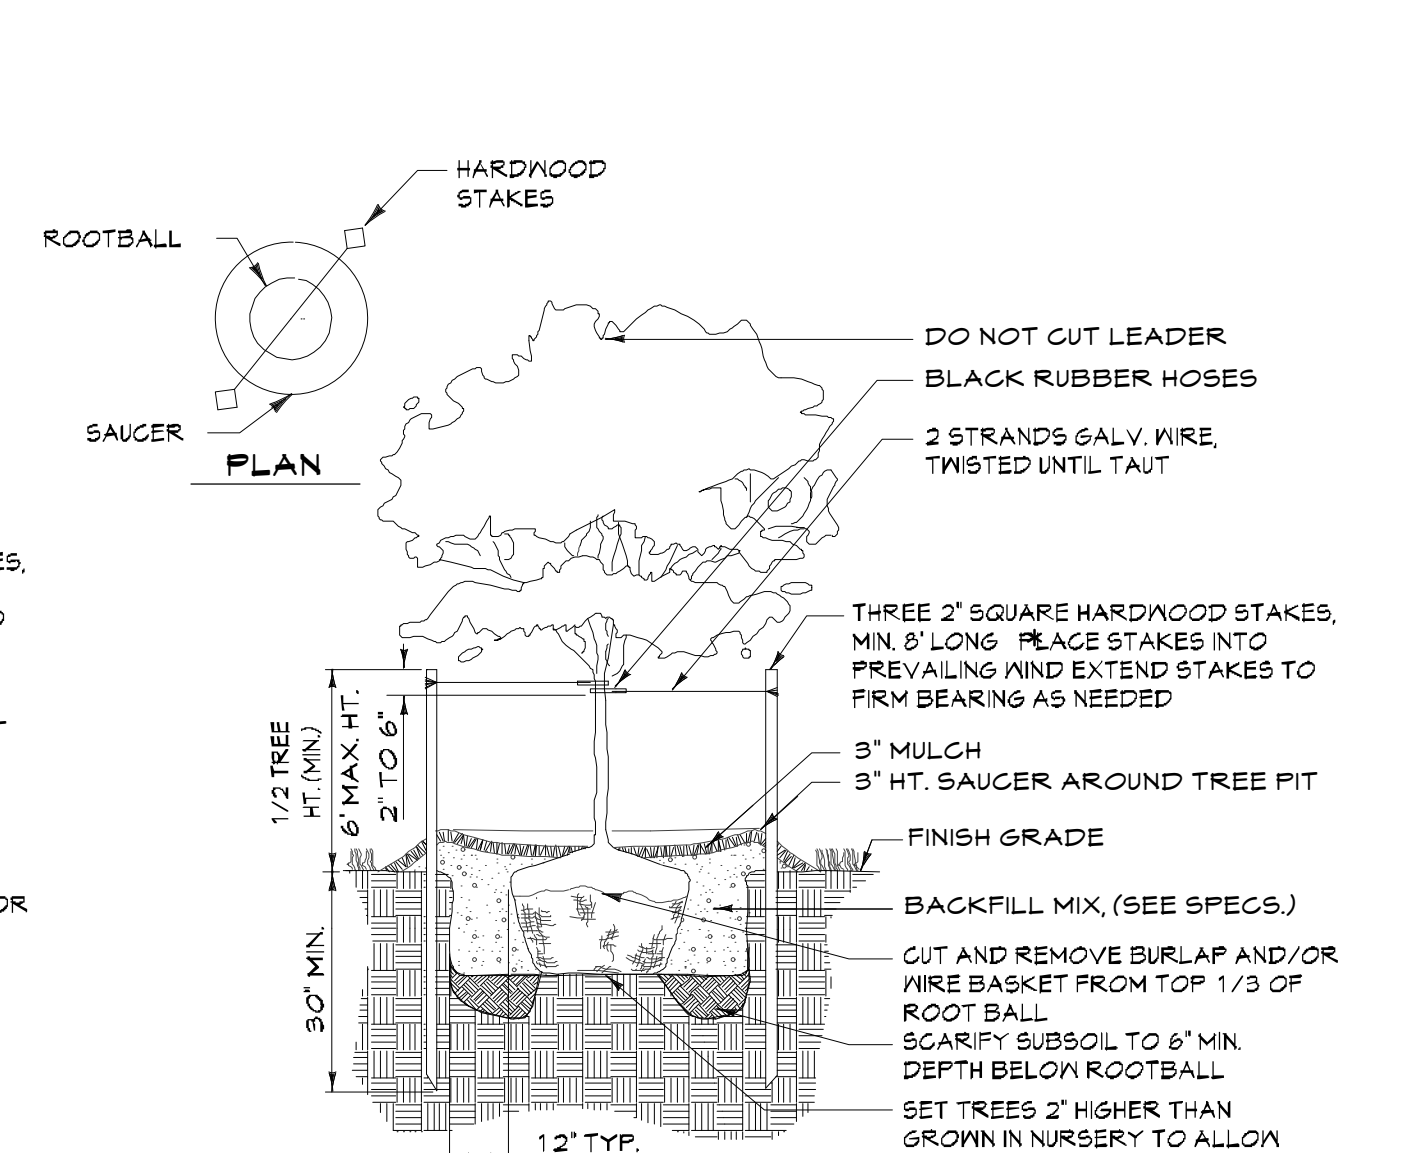 HARDWOOD
STAKES
ROOTBALL
SAUCER
PLAN
DO NOT CUT LEADER
BLACK RUBBER HOSES
2 STRANDS GALV. WIRE,
TWISTED UNTIL TAUT
ES,
THREE 2" SQUARE HARDWOOD STAKES,
MIN. 8' LONG PLACE STAKES INTO
PREVAILING WIND EXTEND STAKES TO
FIRM BEARING AS NEEDED
1/2 TREE
HT. (MIN.)
6' MAX. HT.
2" TO 6"
3" MULCH
3" HT. SAUCER AROUND TREE PIT
FINISH GRADE
OR
BACKFILL MIX, (SEE SPECS.)
30" MIN.
CUT AND REMOVE BURLAP AND/OR
WIRE BASKET FROM TOP 1/3 OF
ROOT BALL
SCARIFY SUBSOIL TO 6" MIN.
DEPTH BELOW ROOTBALL
SET TREES 2" HIGHER THAN
GROWN IN NURSERY TO ALLOW
12" TYP.